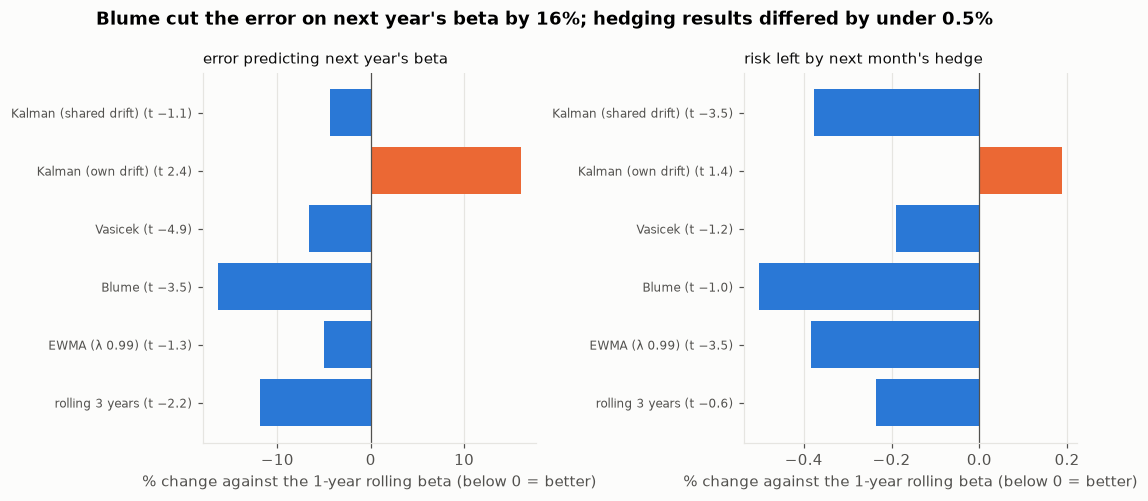 Blume cut the error on next year's beta by 16%; hedging results differed by under 0.5%
error predicting next year's beta
Kalman (shared drift) (t −1.1)
Kalman (own drift) (t 2.4)
Vasicek (t −4.9)
Blume (t −3.5)
EWMA (λ 0.99) (t −1.3)
rolling 3 years (t −2.2)
−10 0 10
% change against the 1-year rolling beta (below 0 = better)
risk left by next month's hedge
Kalman (shared drift) (t −3.5)
Kalman (own drift) (t 1.4)
Vasicek (t −1.2)
Blume (t −1.0)
EWMA (λ 0.99) (t −3.5)
rolling 3 years (t −0.6)
−0.4 −0.2 0.0 0.2
% change against the 1-year rolling beta (below 0 = better)